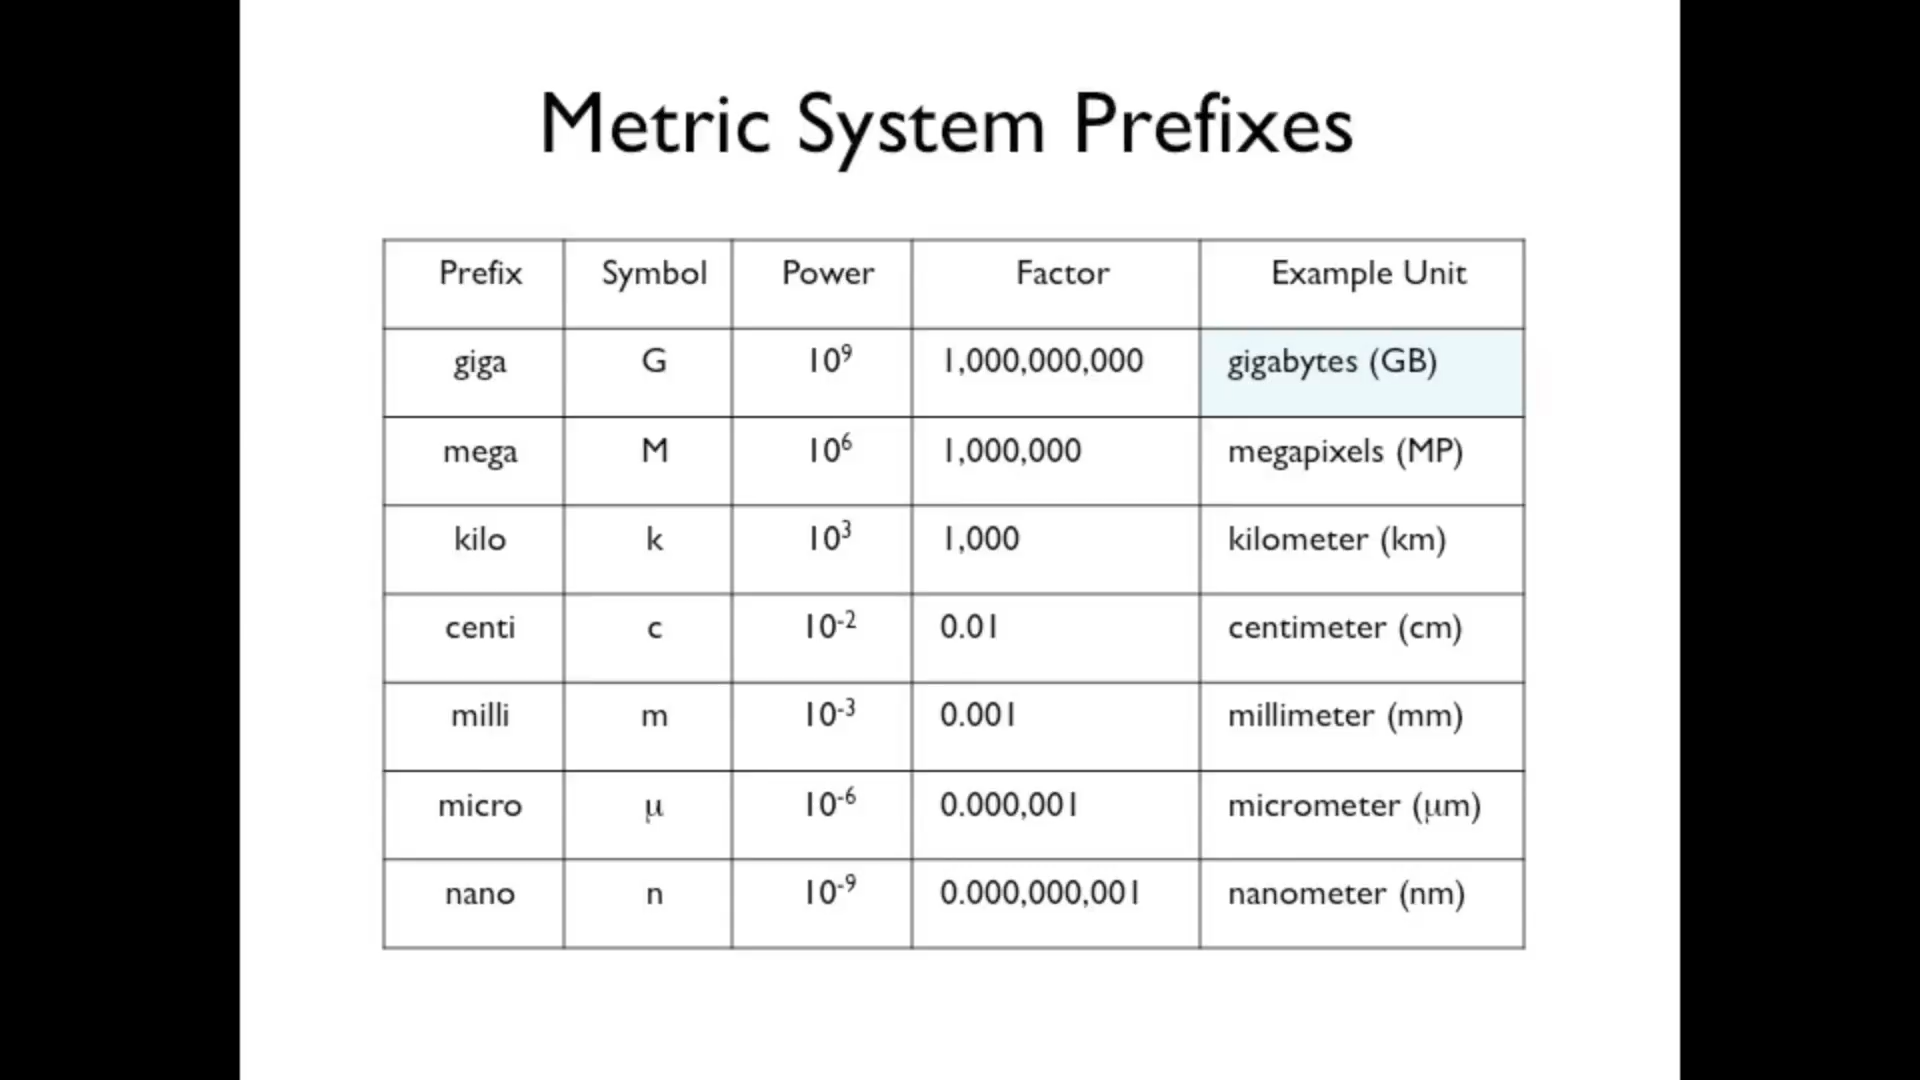 Metric System Prefixes
Prefix Symbol Power Factor Example Unit
giga G 10⁹ 1,000,000,000 gigabytes (GB)
mega M 10⁶ 1,000,000 megapixels (MP)
kilo k 10³ 1,000 kilometer (km)
centi c 10⁻² 0.01 centimeter (cm)
milli m 10⁻³ 0.001 millimeter (mm)
micro μ 10⁻⁶ 0.000,001 micrometer (μm)
nano n 10⁻⁹ 0.000,000,001 nanometer (nm)